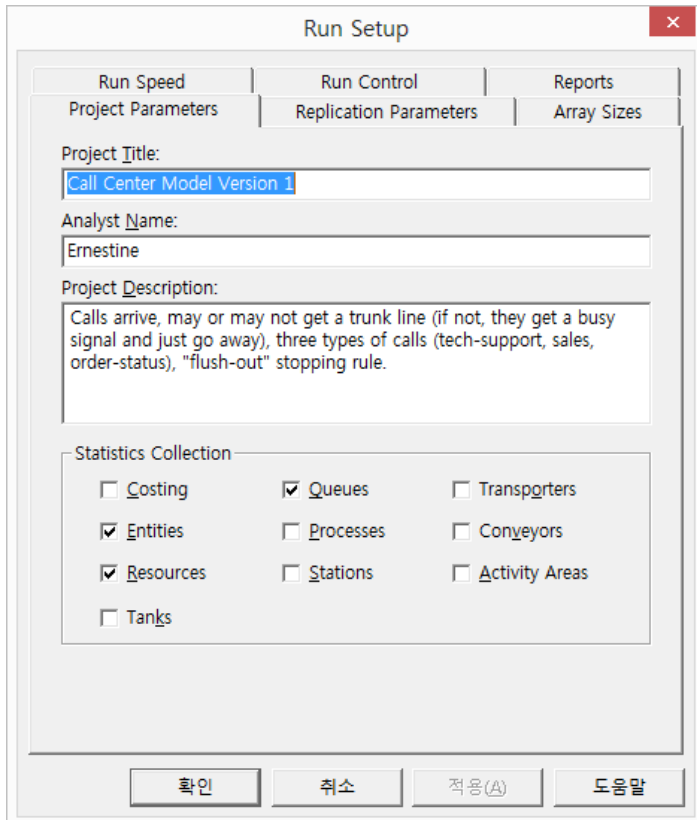 Run Setup
Run Speed
Run Control
Reports
Project Parameters
Replication Parameters
Array Sizes
Project Title:
Call Center Model Version 1
Analyst Name:
Ernestine
Project Description:
Calls arrive, may or may not get a trunk line (if not, they get a busy
signal and just go away), three types of calls (tech-support, sales,
order-status), "flush-out" stopping rule.
Statistics Collection
Costing
Queues
Transporters
Entities
Processes
Conveyors
Resources
Stations
Activity Areas
Tanks
확인
취소
적용(A)
도움말